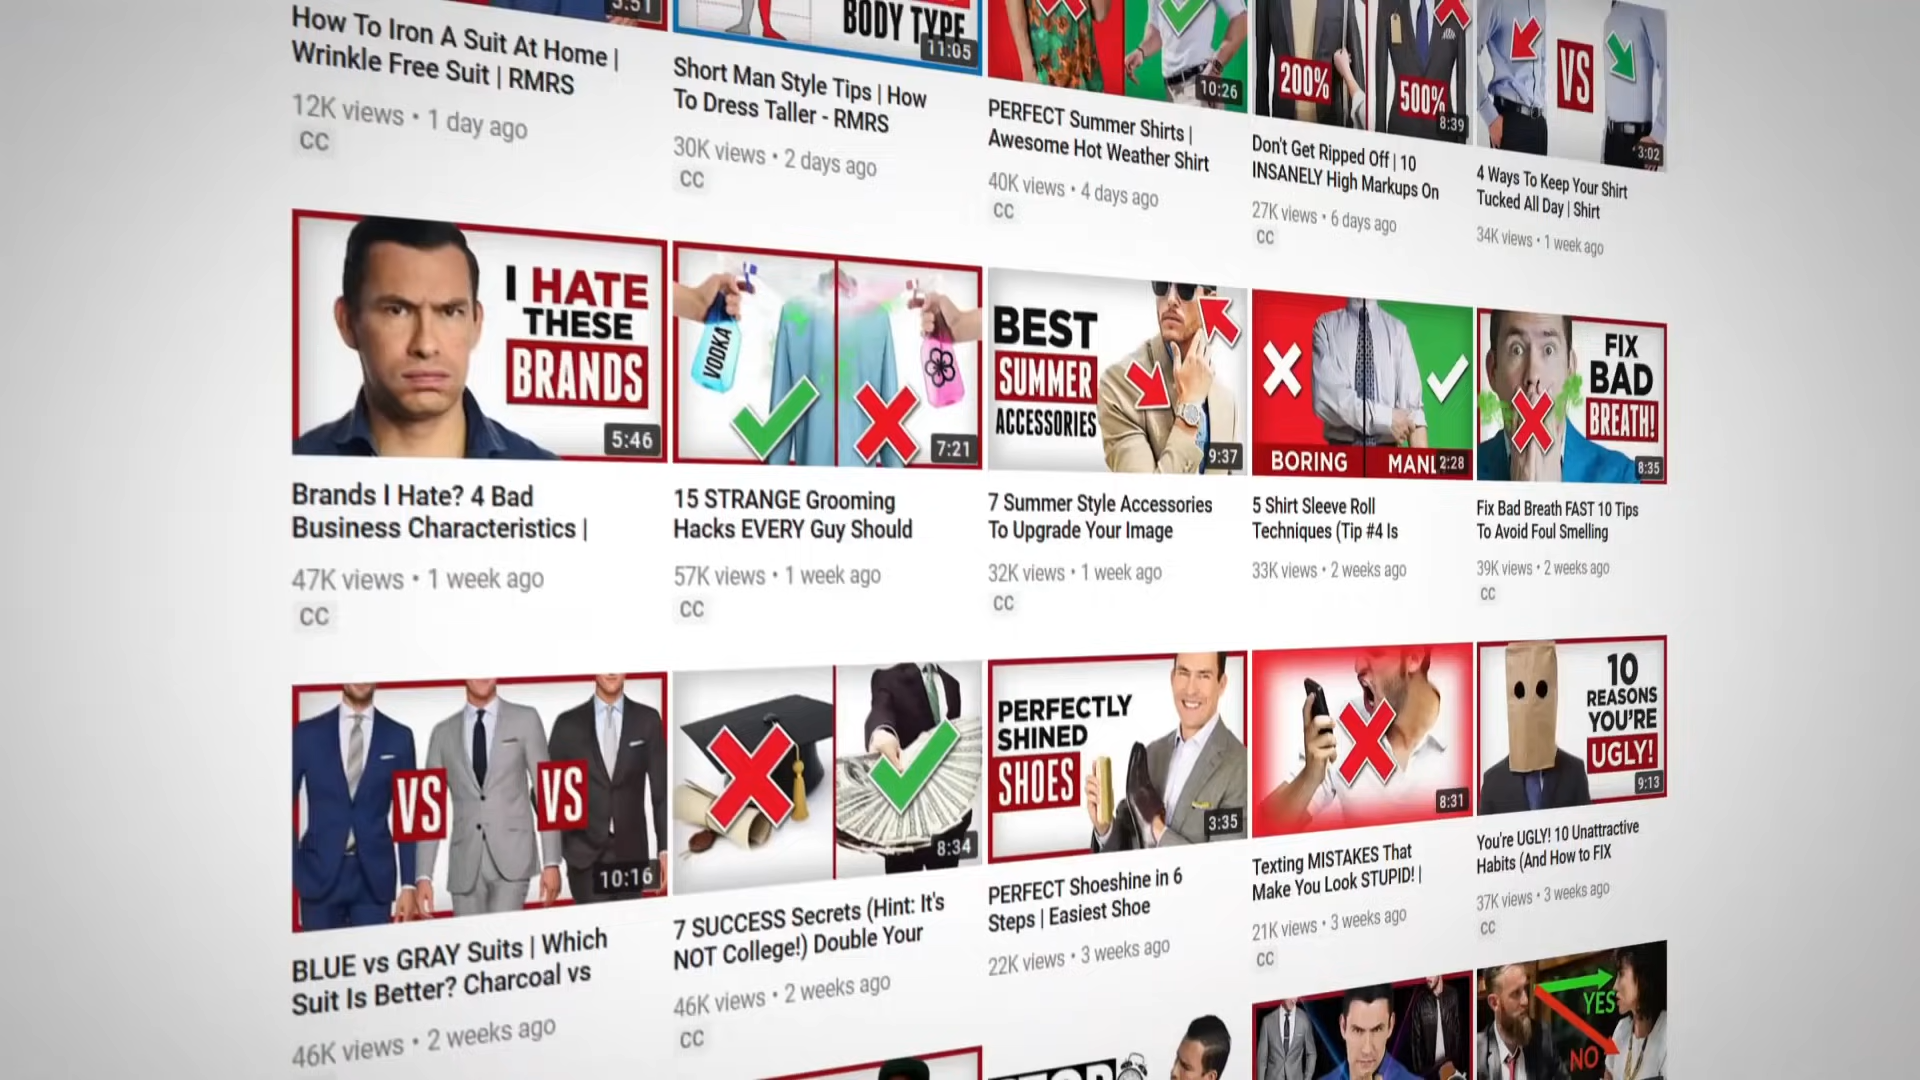 3:51
BODY TYPE
11:05
10:26
200%
500%
8:39
VS
3:02
How To Iron A Suit At Home |
Wrinkle Free Suit | RMRS
12K views • 1 day ago
CC
Short Man Style Tips | How
To Dress Taller - RMRS
30K views • 2 days ago
CC
PERFECT Summer Shirts |
Awesome Hot Weather Shirt
40K views • 4 days ago
CC
Don't Get Ripped Off | 10
INSANELY High Markups On
27K views • 6 days ago
CC
4 Ways To Keep Your Shirt
Tucked All Day | Shirt
34K views • 1 week ago
I HATE
THESE
BRANDS
5:46
VODKA
7:21
BEST
SUMMER
ACCESSORIES
9:37
BORING
MANL
2:28
FIX
BAD
BREATH!
8:35
Brands I Hate? 4 Bad
Business Characteristics |
47K views • 1 week ago
CC
15 STRANGE Grooming
Hacks EVERY Guy Should
57K views • 1 week ago
CC
7 Summer Style Accessories
To Upgrade Your Image
32K views • 1 week ago
CC
5 Shirt Sleeve Roll
Techniques (Tip #4 Is
33K views • 2 weeks ago
Fix Bad Breath FAST 10 Tips
To Avoid Foul Smelling
39K views • 2 weeks ago
CC
VS
VS
10:16
8:34
PERFECTLY
SHINED
SHOES
3:35
8:31
10
REASONS
YOU'RE
UGLY!
9:13
BLUE vs GRAY Suits | Which
Suit Is Better? Charcoal vs
46K views • 2 weeks ago
7 SUCCESS Secrets (Hint: It's
NOT College!) Double Your
46K views • 2 weeks ago
CC
PERFECT Shoeshine in 6
Steps | Easiest Shoe
22K views • 3 weeks ago
Texting MISTAKES That
Make You Look STUPID! |
21K views • 3 weeks ago
CC
You're UGLY! 10 Unattractive
Habits (And How to FIX
37K views • 3 weeks ago
CC
YES
NO